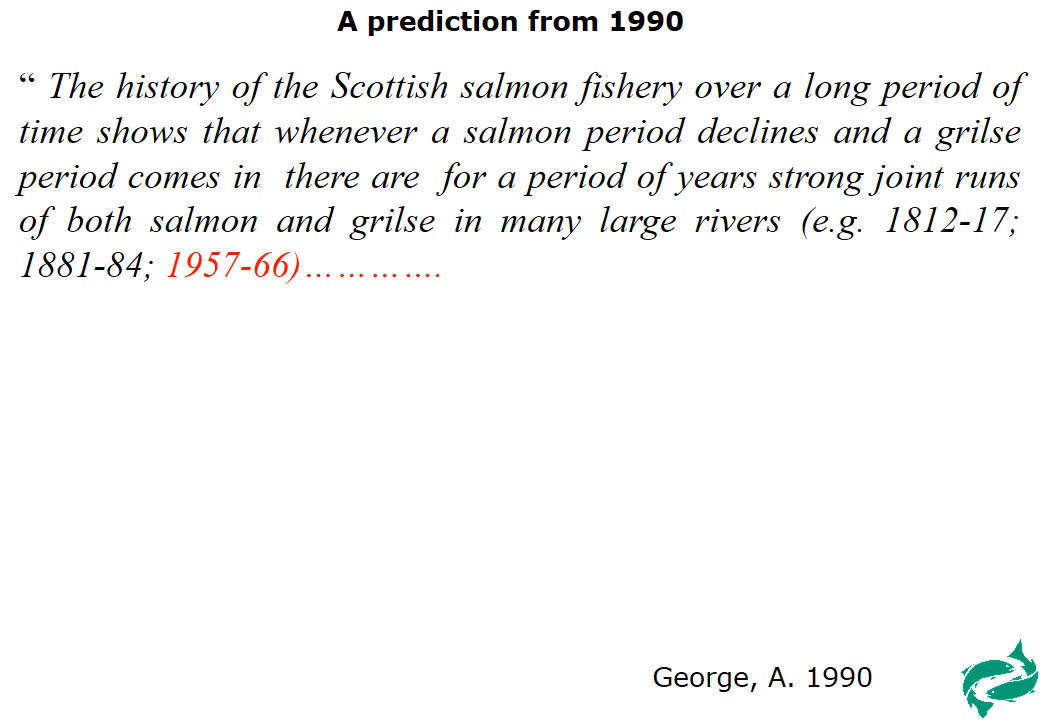 A prediction from 1990
“ The history of the Scottish salmon fishery over a long period of
time shows that whenever a salmon period declines and a grilse
period comes in there are for a period of years strong joint runs
of both salmon and grilse in many large rivers (e.g. 1812-17;
1881-84; 1957-66)………….
George, A. 1990